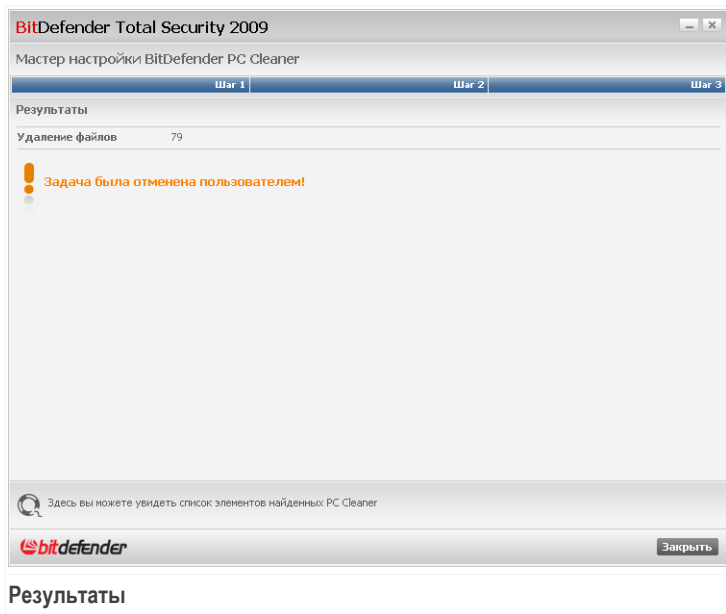 BitDefender Total Security 2009
Мастер настройки BitDefender PC Cleaner
Шаг 1 Шаг 2 Шаг 3
Результаты
Удаление файлов 79
Задача была отменена пользователем!
Здесь вы можете увидеть список элементов найденных PC Cleaner
bitdefender
Закрыть
Результаты